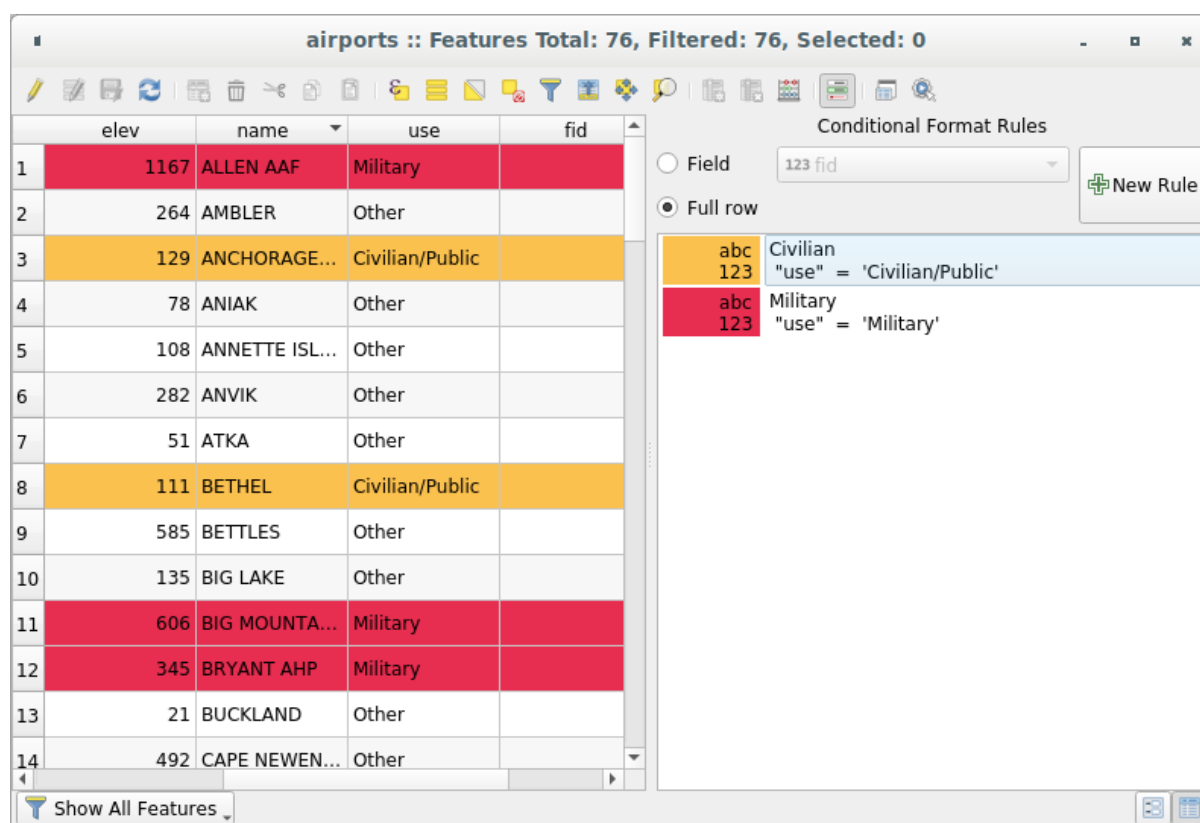 airports :: Features Total: 76, Filtered: 76, Selected: 0
elev name use fid
1 1167 ALLEN AAF Military
2 264 AMBLER Other
3 129 ANCHORAGE... Civilian/Public
4 78 ANIAK Other
5 108 ANNETTE ISL... Other
6 282 ANVIK Other
7 51 ATKA Other
8 111 BETHEL Civilian/Public
9 585 BETTLES Other
10 135 BIG LAKE Other
11 606 BIG MOUNTA... Military
12 345 BRYANT AHP Military
13 21 BUCKLAND Other
14 492 CAPE NEWEN... Other
Conditional Format Rules
Field 123 fid
New Rule
Full row
abc Civilian
123 "use" = 'Civilian/Public'
abc Military
123 "use" = 'Military'
Show All Features